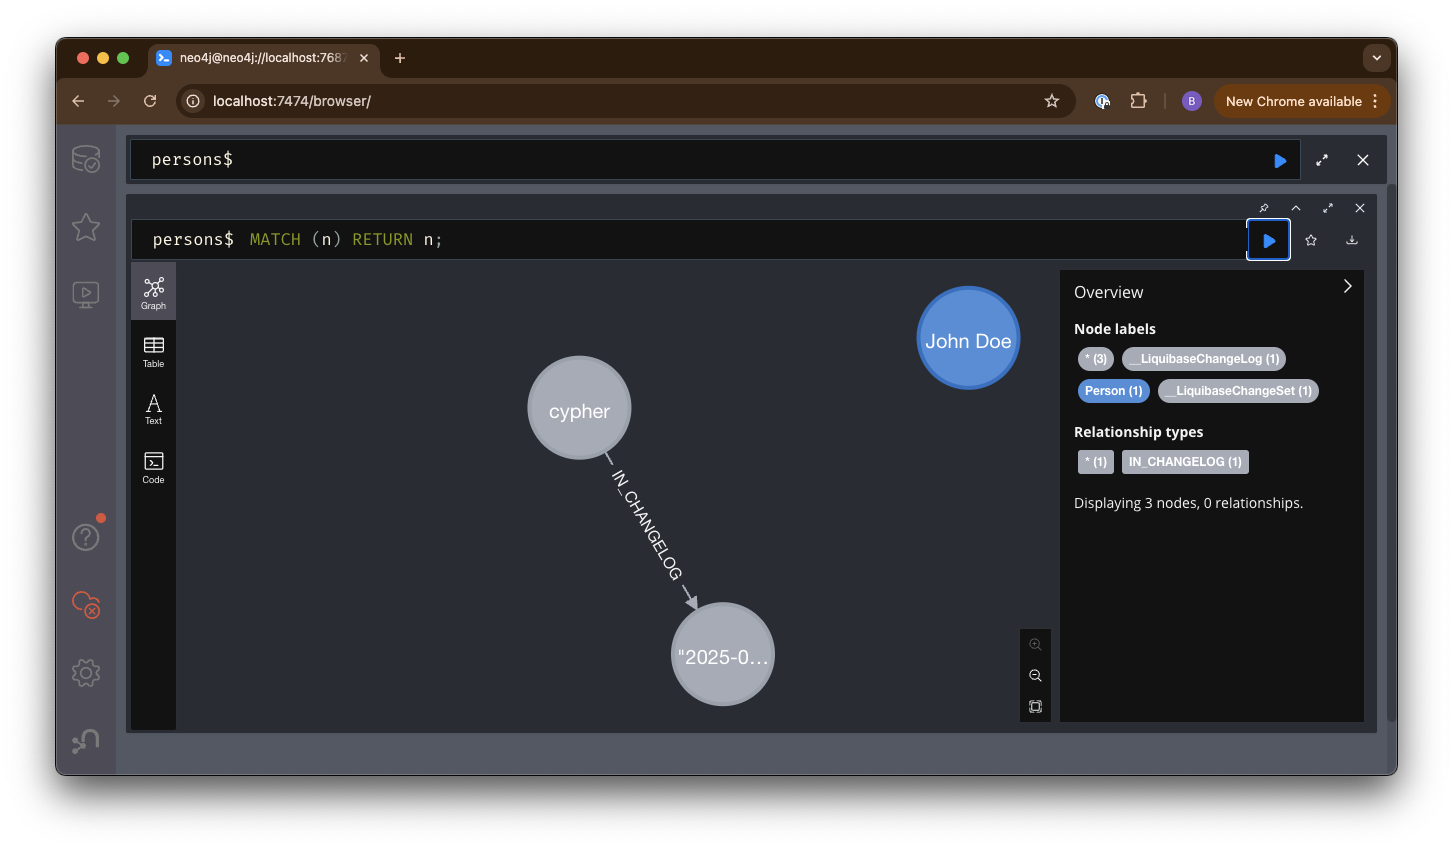 neo4j@neo4j://localhost:7687
localhost:7474/browser/
B
New Chrome available
persons$
persons$ MATCH (n) RETURN n;
Graph
Table
Text
Code
John Doe
cypher
IN_CHANGELOG
"2025-0...
Overview
Node labels
* (3) __LiquibaseChangeLog (1)
Person (1) __LiquibaseChangeSet (1)
Relationship types
* (1) IN_CHANGELOG (1)
Displaying 3 nodes, 0 relationships.